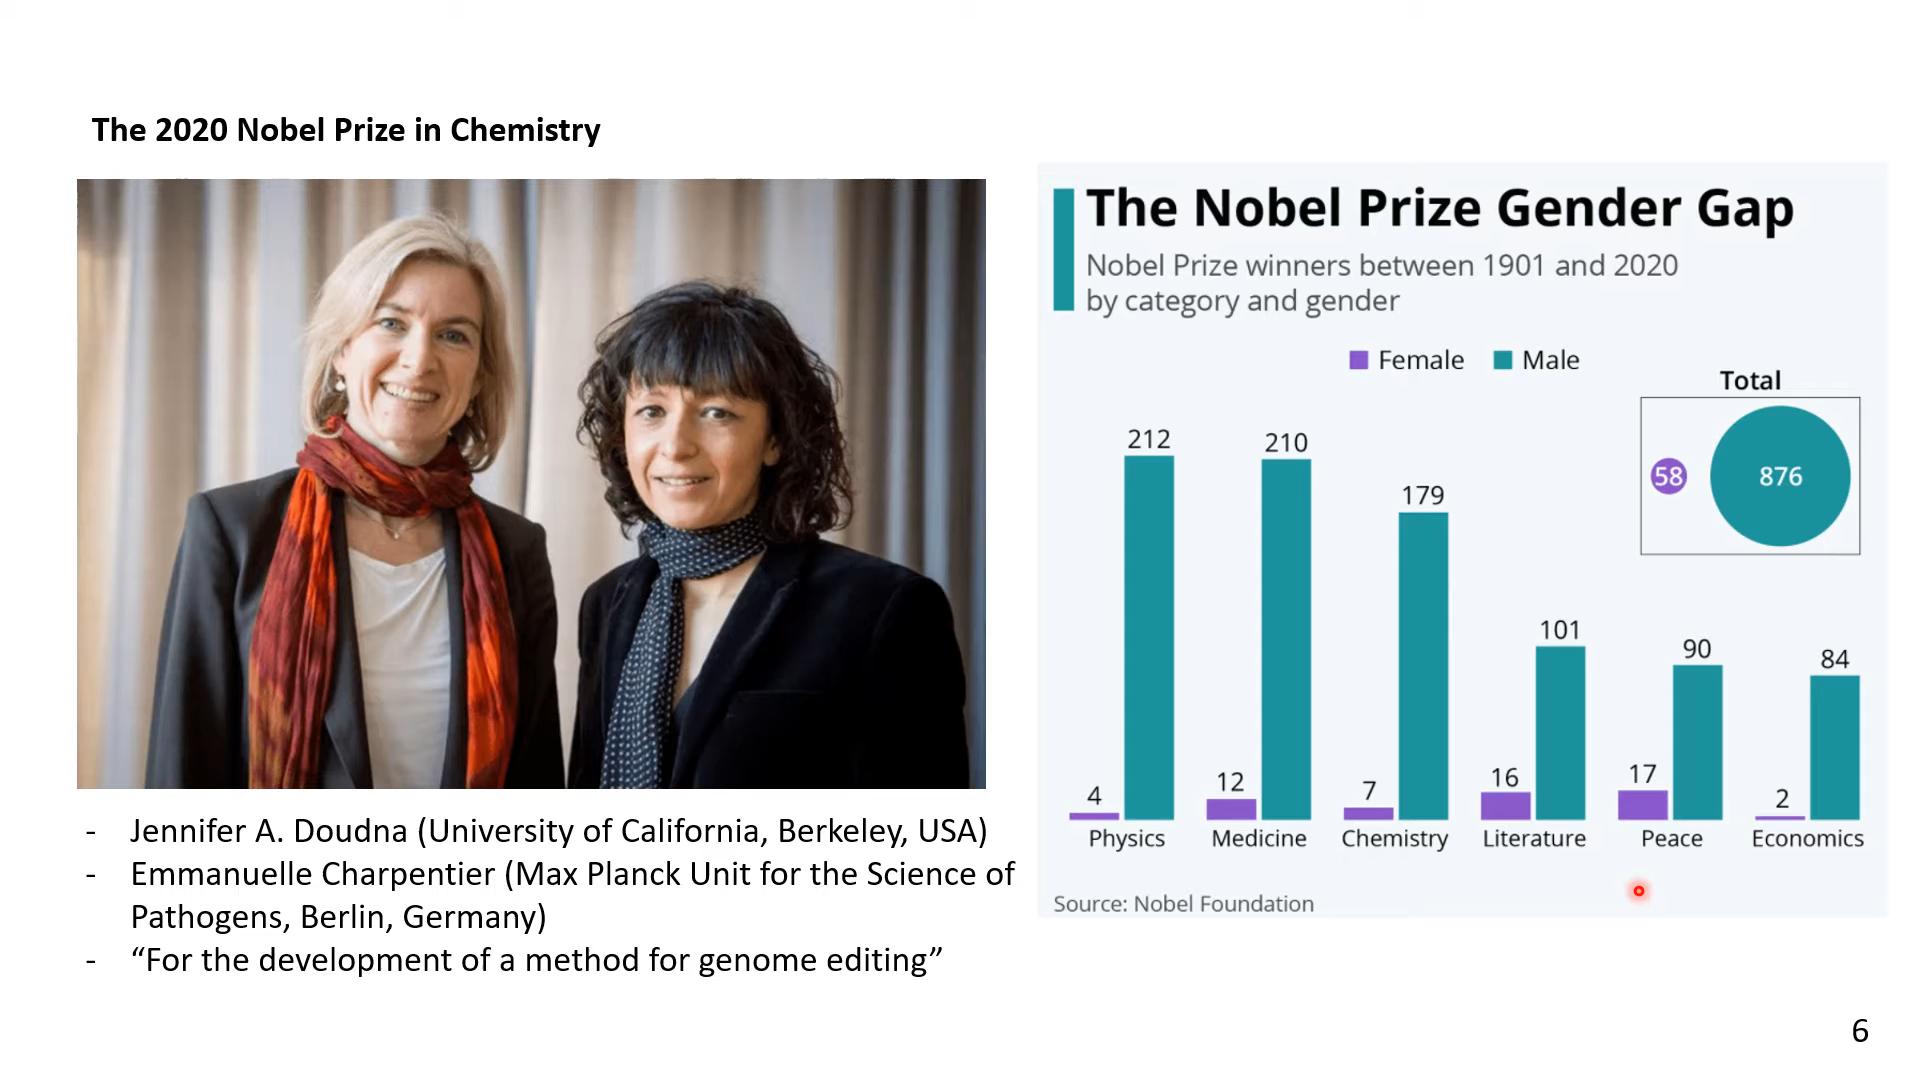 The 2020 Nobel Prize in Chemistry
- Jennifer A. Doudna (University of California, Berkeley, USA)
- Emmanuelle Charpentier (Max Planck Unit for the Science of
Pathogens, Berlin, Germany)
- “For the development of a method for genome editing”
The Nobel Prize Gender Gap
Nobel Prize winners between 1901 and 2020
by category and gender
Female Male
Total
58 876
212 210 179 101 90 84
4 12 7 16 17 2
Physics Medicine Chemistry Literature Peace Economics
Source: Nobel Foundation
6